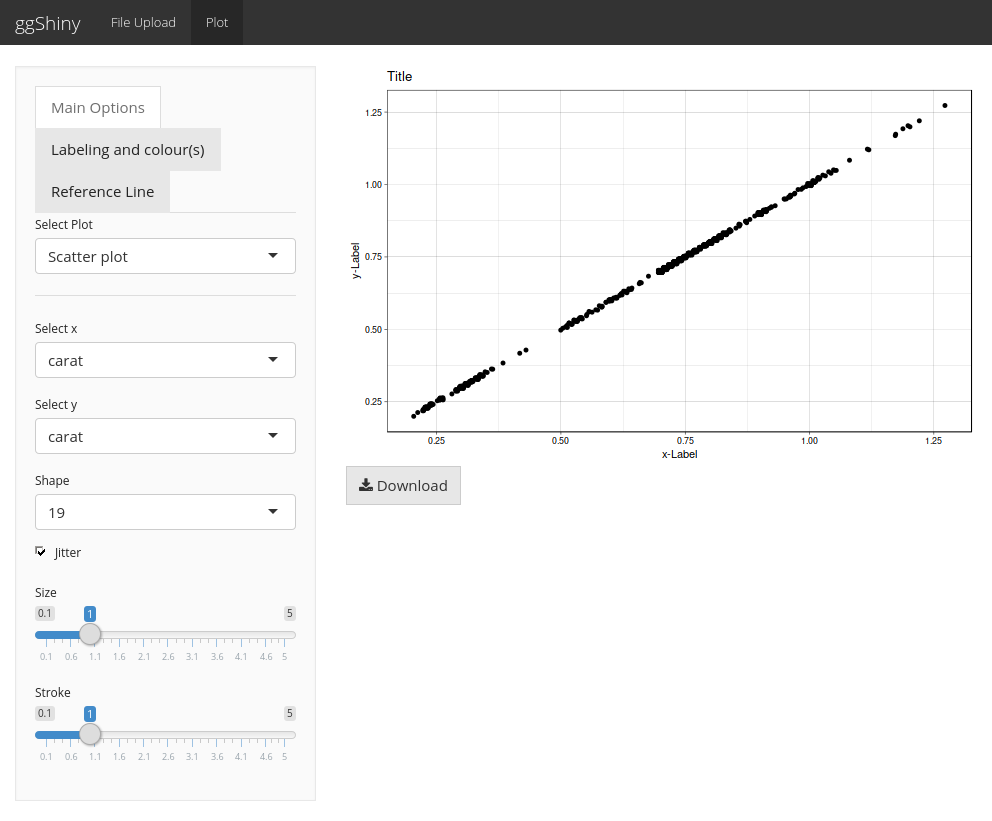 ggShiny File Upload Plot
Main Options
Labeling and colour(s)
Reference Line
Select Plot
Scatter plot
Select x
carat
Select y
carat
Shape
19
Jitter
Size
0.1 1 5
0.1 0.6 1.1 1.6 2.1 2.6 3.1 3.6 4.1 4.6 5
Stroke
0.1 1 5
0.1 0.6 1.1 1.6 2.1 2.6 3.1 3.6 4.1 4.6 5
Title
y-Label
1.25
1.00
0.75
0.50
0.25
0.25 0.50 0.75 1.00 1.25
x-Label
Download